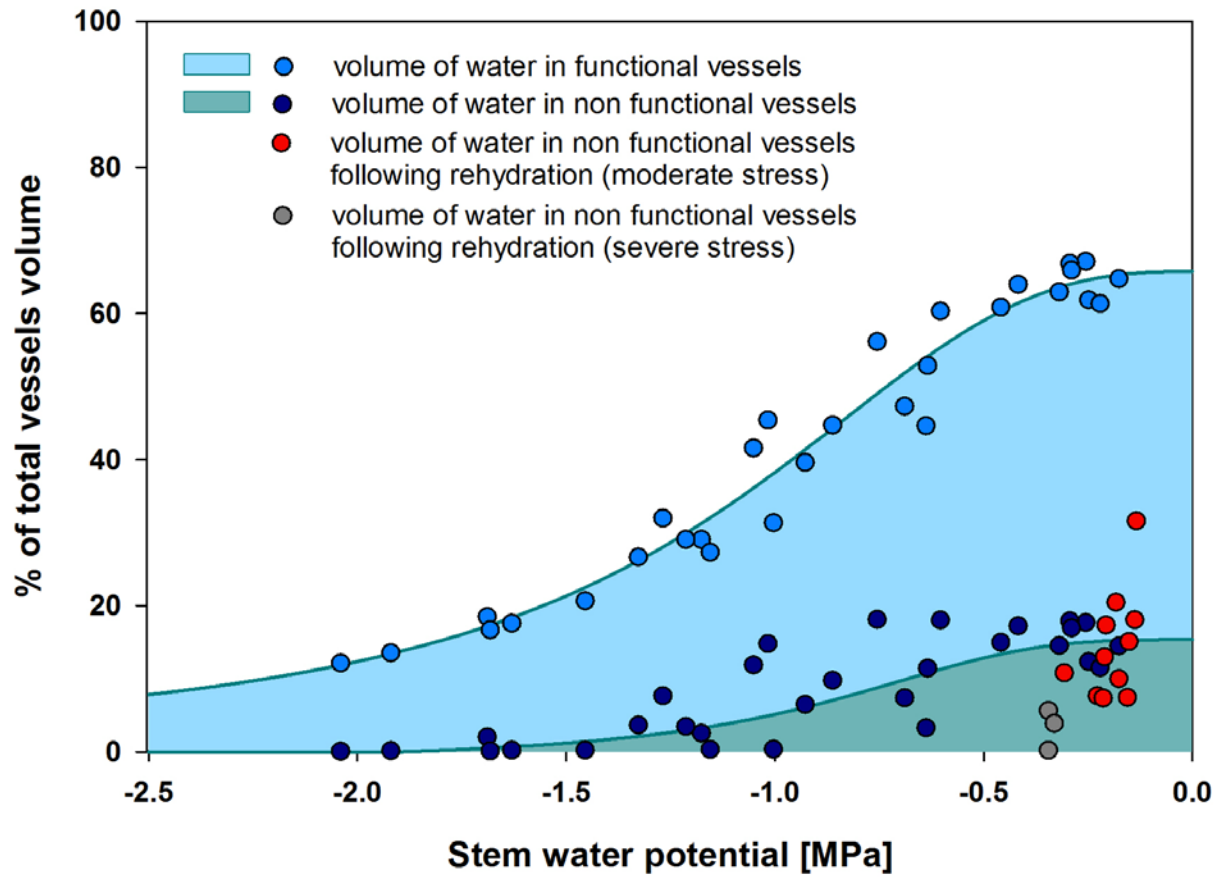 100
80
60
40
20
0
% of total vessels volume
volume of water in functional vessels
volume of water in non functional vessels
volume of water in non functional vessels
following rehydration (moderate stress)
volume of water in non functional vessels
following rehydration (severe stress)
-2.5 -2.0 -1.5 -1.0 -0.5 0.0
Stem water potential [MPa]